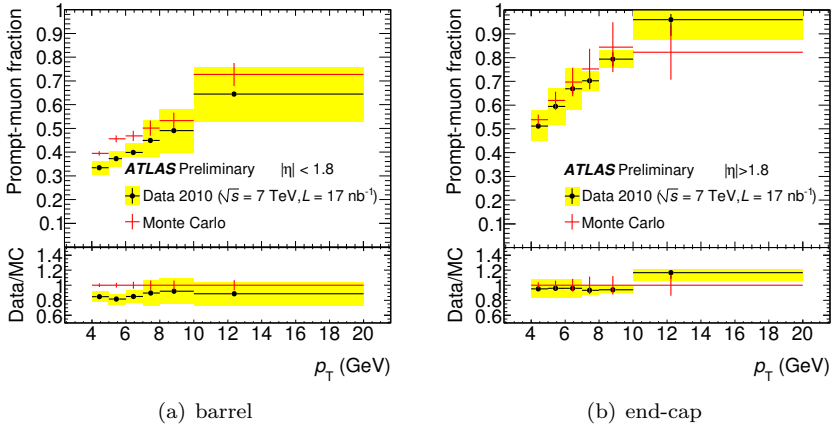 Prompt-muon fraction
1
0.9
0.8
0.7
0.6
0.5
0.4
0.3
0.2
0.1
ATLAS Preliminary |η| < 1.8
Data 2010 (√s = 7 TeV, L = 17 nb⁻¹)
Monte Carlo
Data/MC
1.4
1.2
1
0.8
0.6
4 6 8 10 12 14 16 18 20
p_T (GeV)
(a) barrel
Prompt-muon fraction
1
0.9
0.8
0.7
0.6
0.5
0.4
0.3
0.2
0.1
ATLAS Preliminary |η|>1.8
Data 2010 (√s = 7 TeV, L = 17 nb⁻¹)
Monte Carlo
Data/MC
1.4
1.2
1
0.8
0.6
4 6 8 10 12 14 16 18 20
p_T (GeV)
(b) end-cap